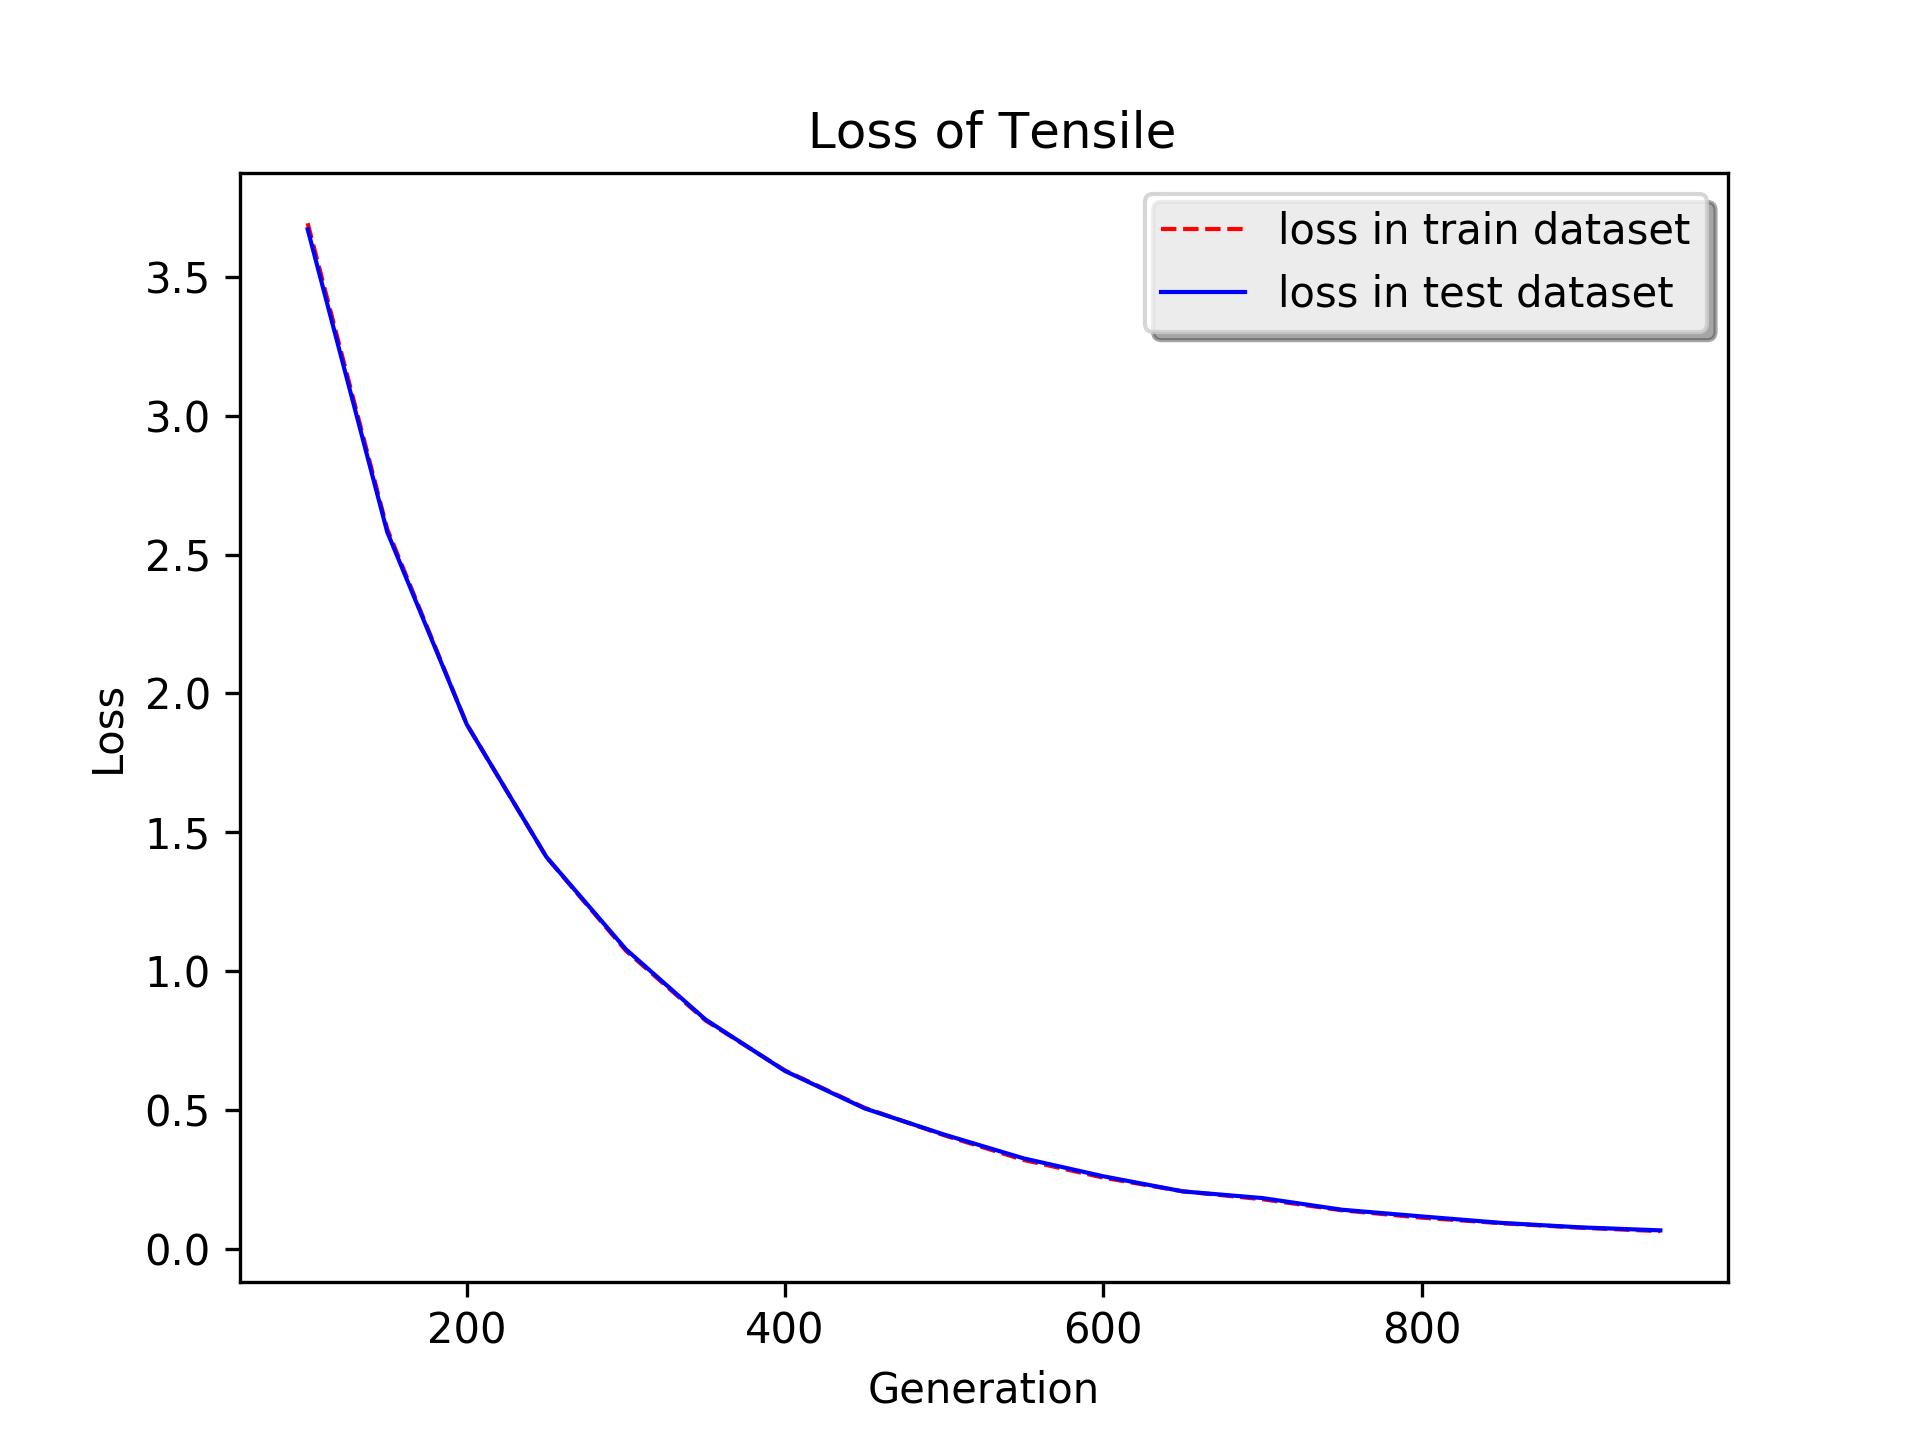 Loss of Tensile
loss in train dataset
loss in test dataset
3.5
3.0
2.5
2.0
1.5
1.0
0.5
0.0
Loss
200 400 600 800
Generation